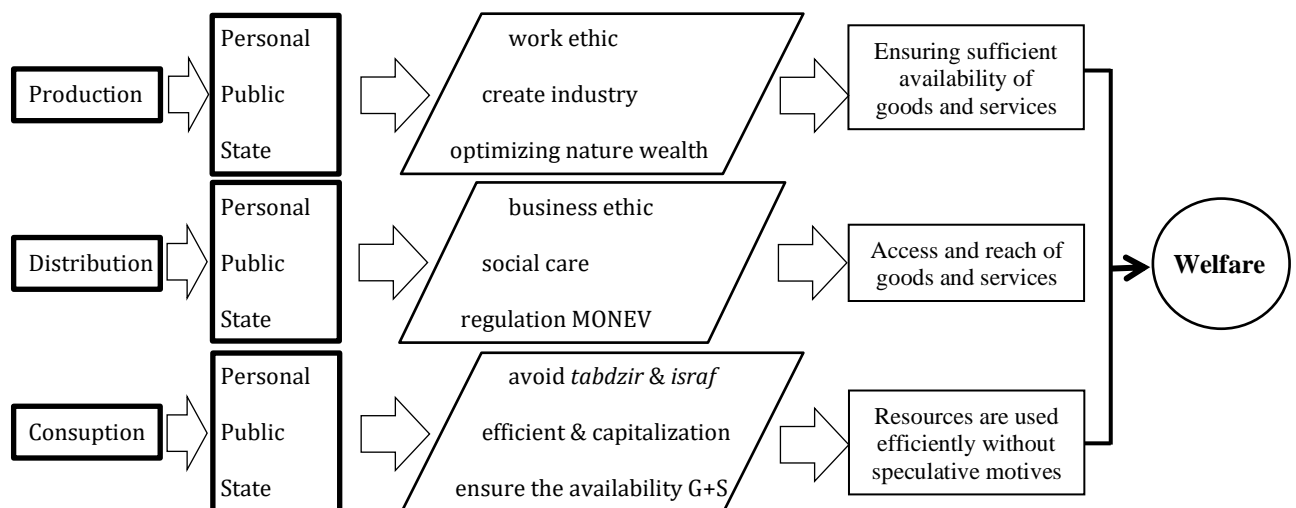 Production
Personal
Public
State
work ethic
create industry
optimizing nature wealth
Ensuring sufficient
availability of
goods and services
Distribution
Personal
Public
State
business ethic
social care
regulation MONEV
Access and reach of
goods and services
Consuption
Personal
Public
State
avoid tabdzir & israf
efficient & capitalization
ensure the availability G+S
Resources are used
efficiently without
speculative motives
Welfare